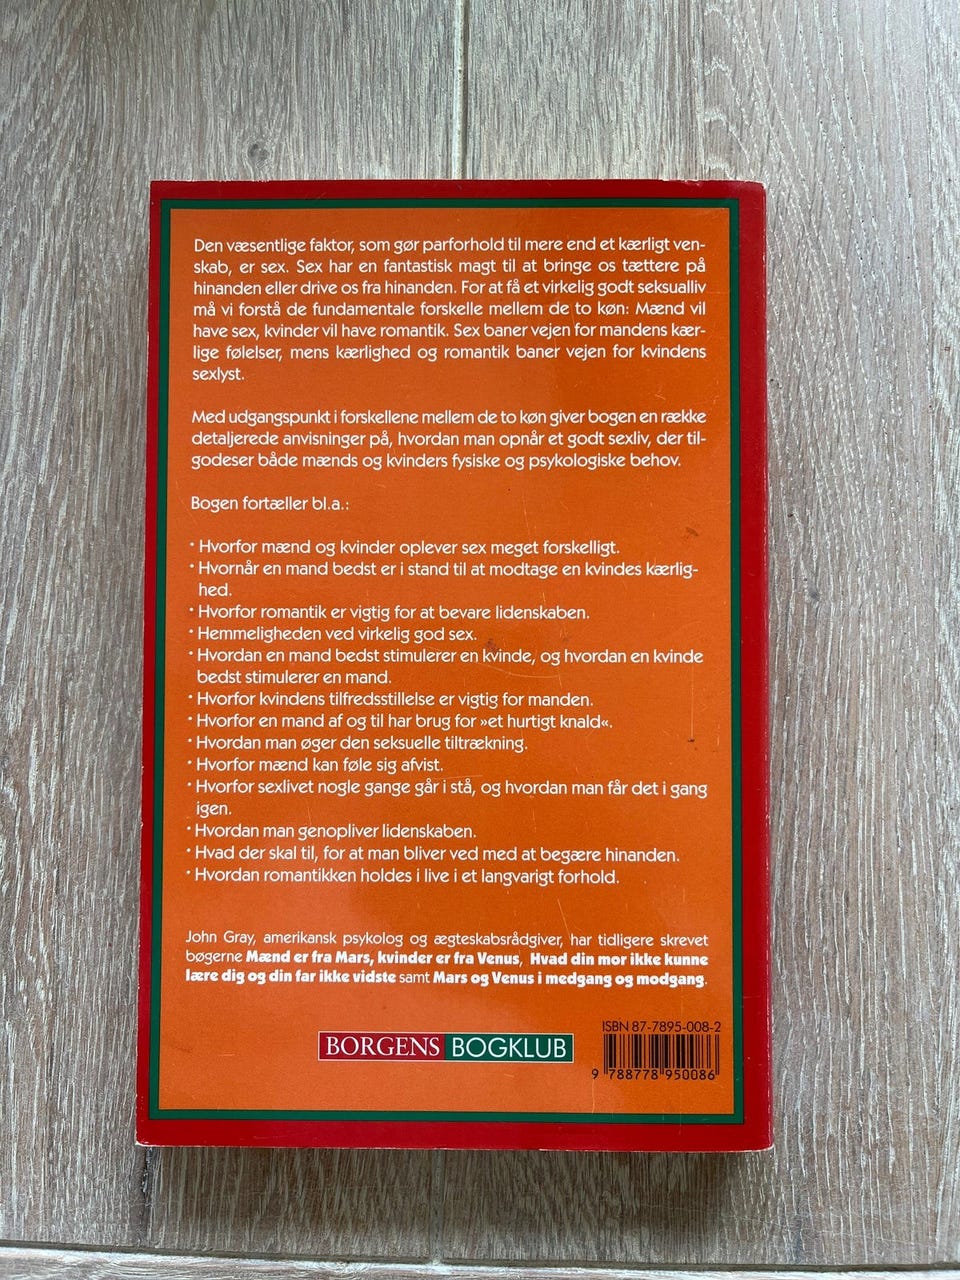 Den væsentlige faktor, som gør parforhold til mere end et kærligt ven-
skab, er sex. Sex har en fantastisk magt til at bringe os tættere på
hinanden eller drive os fra hinanden. For at få et virkelig godt seksualliv
må vi forstå de fundamentale forskelle mellem de to køn: Mænd vil
have sex, kvinder vil have romantik. Sex baner vejen for mandens kær-
lige følelser, mens kærlighed og romantik baner vejen for kvindens
sexlyst.
Med udgangspunkt i forskellene mellem de to køn giver bogen en række
detaljerede anvisninger på, hvordan man opnår et godt sexliv, der til-
godeser både mænds og kvinders fysiske og psykologiske behov.
Bogen fortæller bl.a.:
• Hvorfor mænd og kvinder oplever sex meget forskelligt.
• Hvornår en mand bedst er i stand til at modtage en kvindes kærlig-
hed.
• Hvorfor romantik er vigtig for at bevare lidenskaben.
• Hemmeligheden ved virkelig god sex.
• Hvordan en mand bedst stimulerer en kvinde, og hvordan en kvinde
bedst stimulerer en mand.
• Hvorfor kvindens tilfredsstillelse er vigtig for manden.
• Hvorfor en mand af og til har brug for »et hurtigt knald«.
• Hvordan man øger den seksuelle tiltrækning.
• Hvorfor mænd kan føle sig afvist.
• Hvorfor sexlivet nogle gange går i stå, og hvordan man får det i gang
igen.
• Hvordan man genopliver lidenskaben.
• Hvad der skal til, for at man bliver ved med at begære hinanden.
• Hvordan romantikken holdes i live i et langvarigt forhold.
John Gray, amerikansk psykolog og ægteskabsrådgiver, har tidligere skrevet
bøgerne Mænd er fra Mars, kvinder er fra Venus, Hvad din mor ikke kunne
lære dig og din far ikke vidste samt Mars og Venus i medgang og modgang.
BORGENS BOGKLUB
ISBN 87-7895-008-2
9 788778 950086